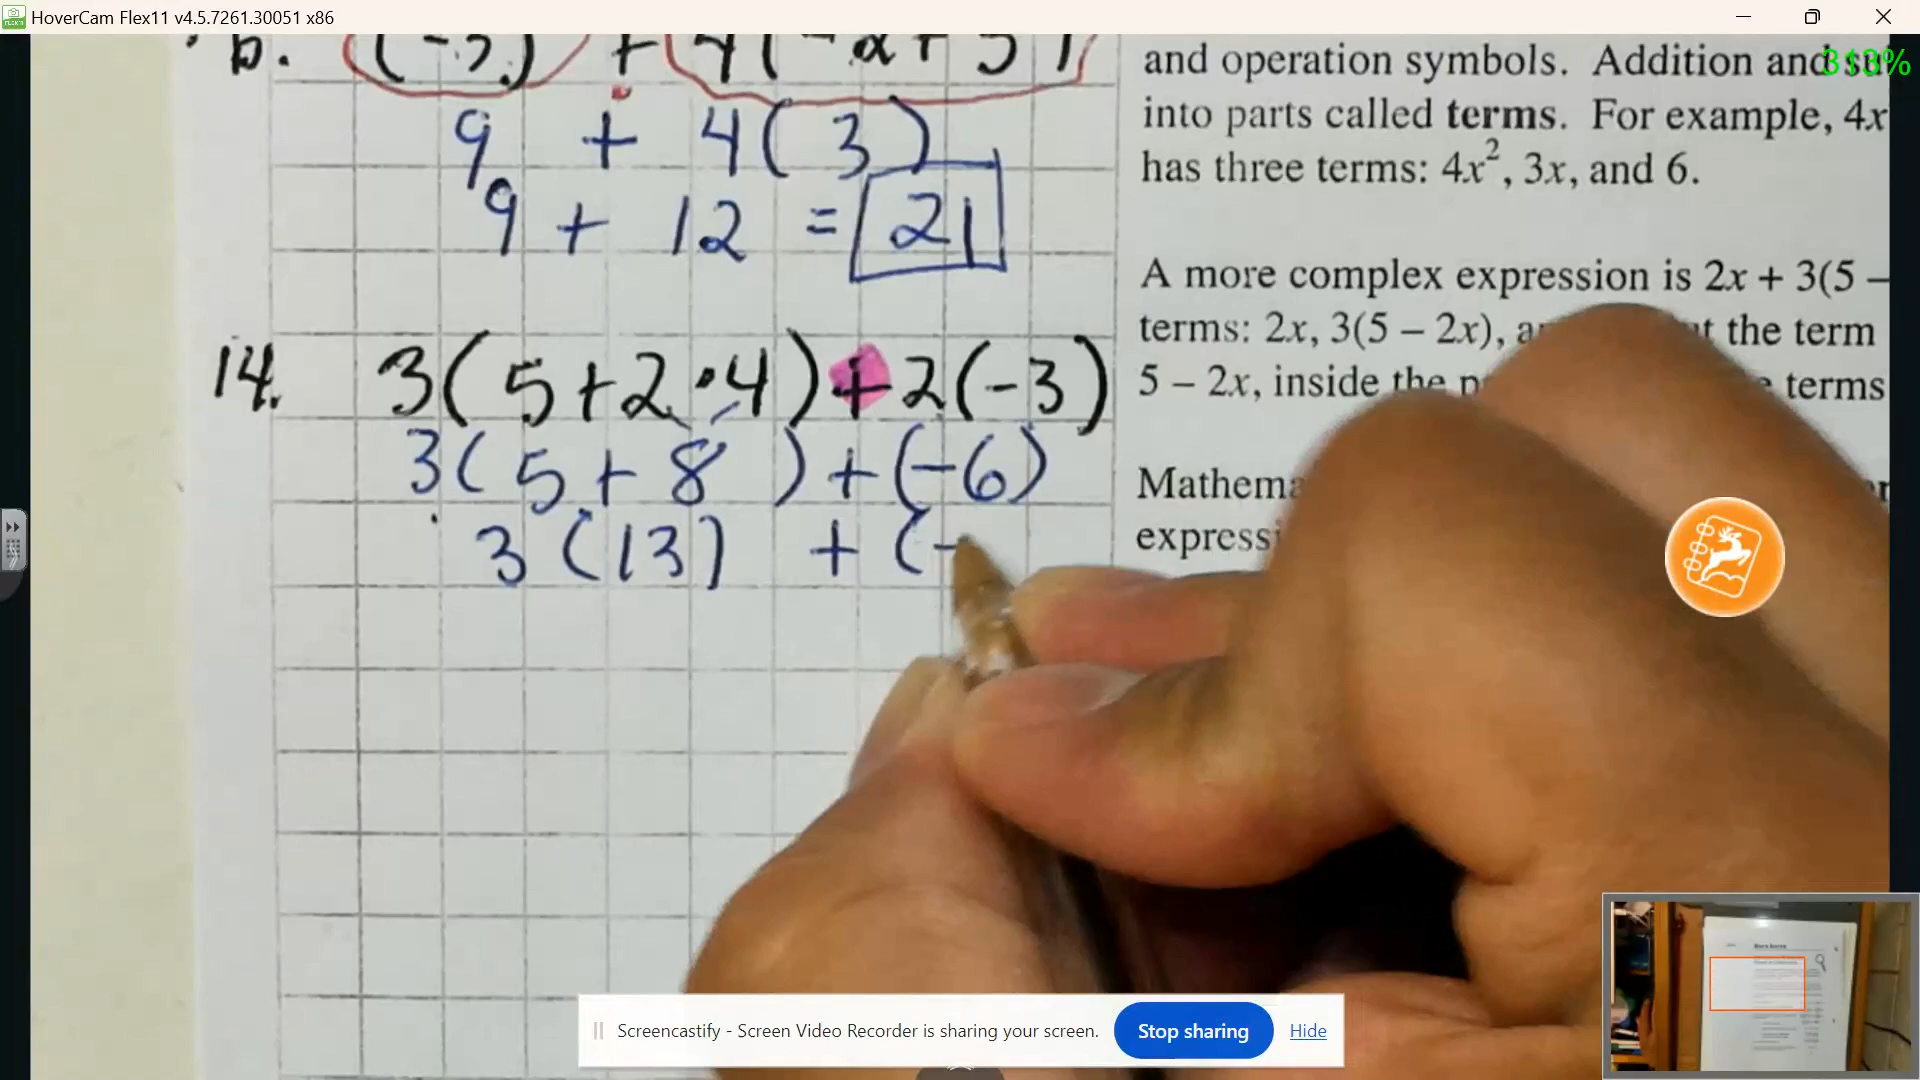 HoverCam Flex11 v4.5.7261.30051 x86
313%
b. (-3) + 4(
9 + 4( 3 )
9 + 12 = 21
14. 3( 5+2·4)+2(-3)
3( 5+ 8 ) +(-6)
3 (13) + (-
and operation symbols. Addition and
into parts called terms. For example, 4x
has three terms: 4x², 3x, and 6.
A more complex expression is 2x + 3(5 –
terms: 2x, 3(5 – 2x), the term
5 – 2x, inside the terms
Screencastify - Screen Video Recorder is sharing your screen.
Stop sharing
Hide